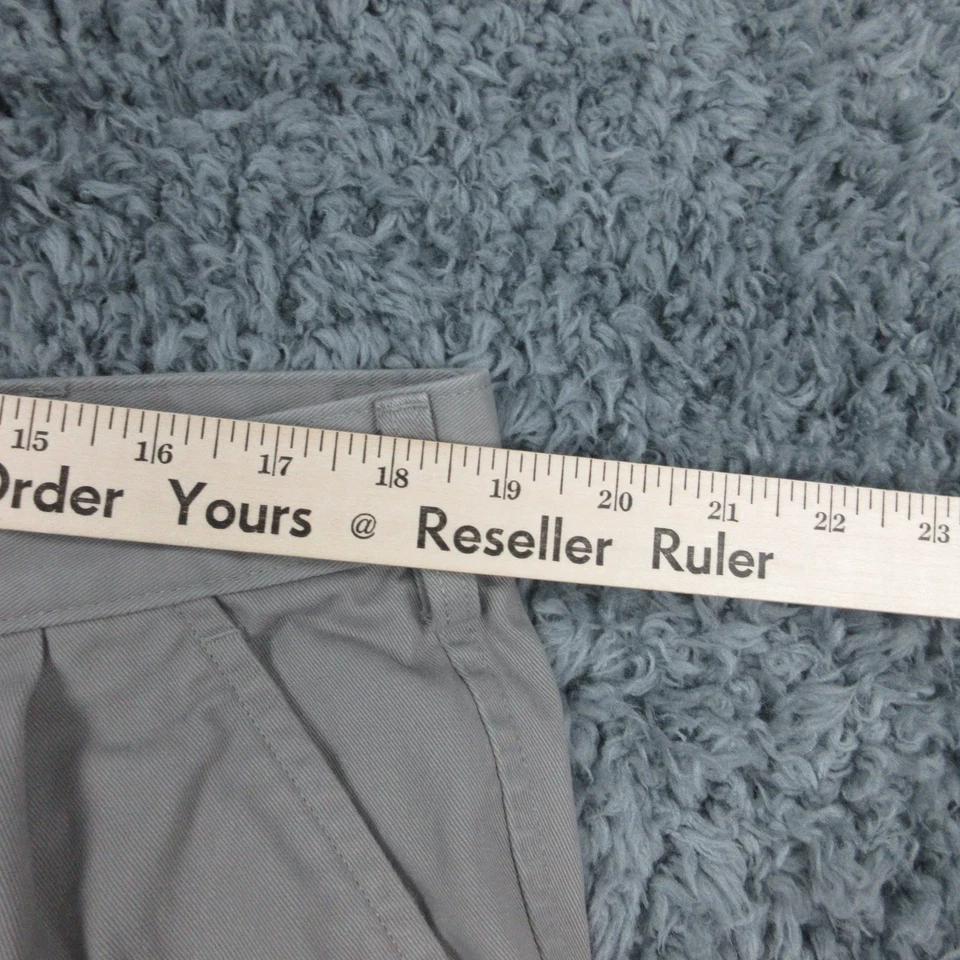 15 16 17 18 19 20 21 22 23
Order Yours @ Reseller Ruler